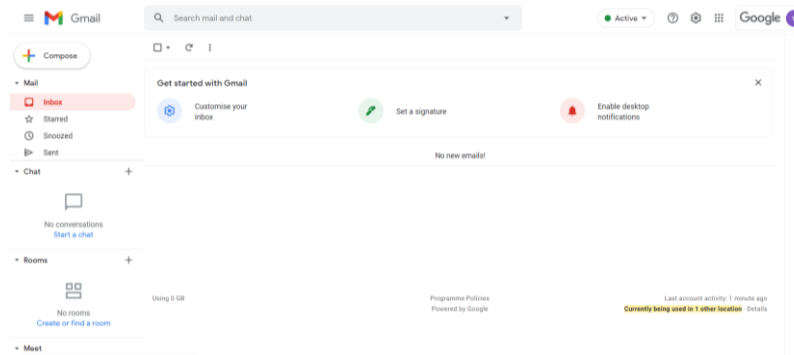 Gmail
Search mail and chat
Active
Google
Compose
Mail
Inbox
Starred
Snoozed
Sent
Chat
No conversations
Start a chat
Rooms
No rooms
Create or find a room
Meet
Get started with Gmail
Customise your
inbox
Set a signature
Enable desktop
notifications
No new emails!
Using 0 GB
Programme Policies
Powered by Google
Last account activity: 1 minute ago
Currently being used in 1 other location · Details